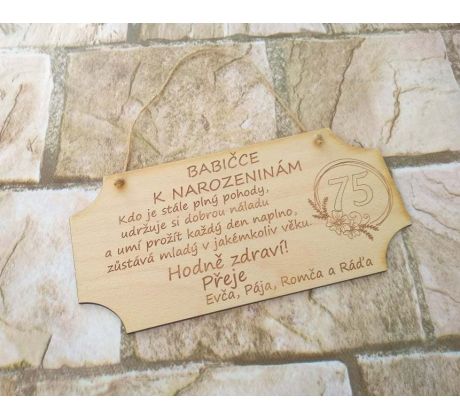 BABIČCE
K NAROZENINÁM
Kdo je stále plný pohody,
udržuje si dobrou náladu
a umí prožít každý den naplno,
zůstává mladý v jakémkoliv věku.
75
Hodně zdraví!
Přeje
Evča, Pája, Romča a Ráďa